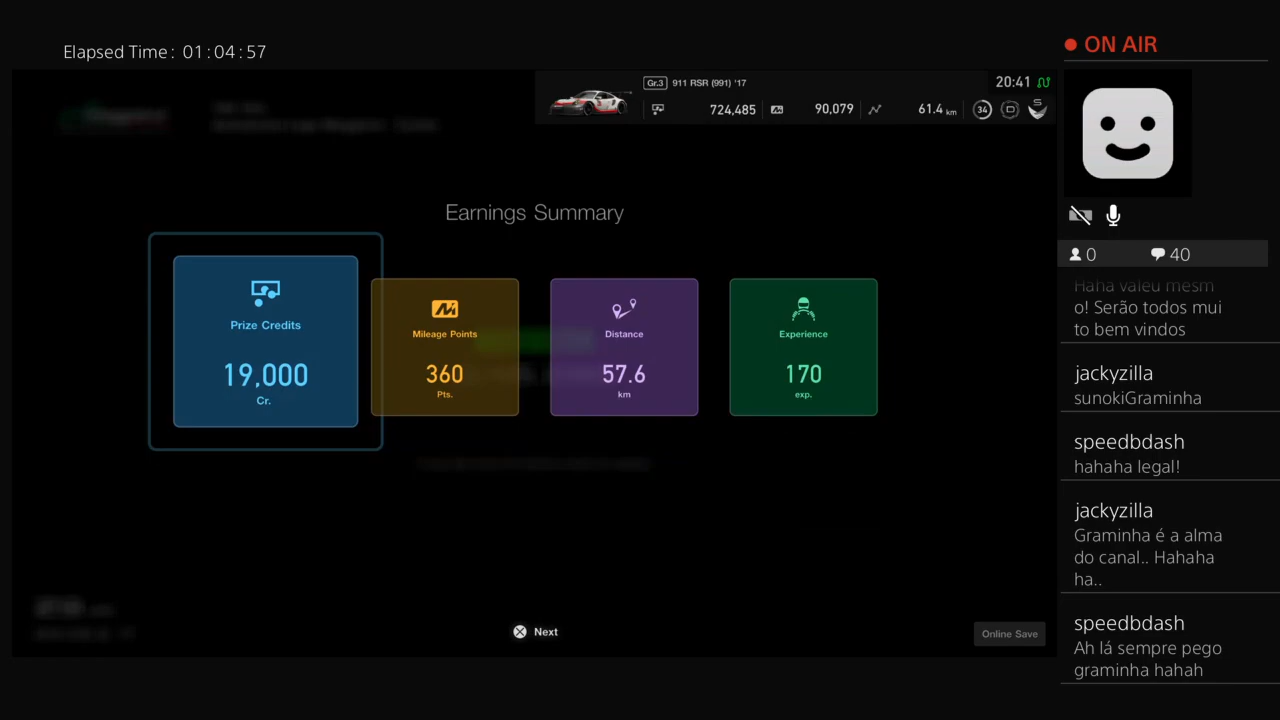 Elapsed Time: 01:04:57
ON AIR
Gr.3 911 RSR (991) '17
20:41
724,485 90,079 61.4 km 34 D S
Earnings Summary
Prize Credits
19,000
Cr.
Mileage Points
360
Pts.
Distance
57.6
km
Experience
170
exp.
Next
Online Save
0 40
Haha valeu mesm
o! Serão todos mui
to bem vindos
jackyzilla
sunokiGraminha
speedbdash
hahaha legal!
jackyzilla
Graminha é a alma
do canal.. Hahaha
ha..
speedbdash
Ah lá sempre pego
graminha hahah